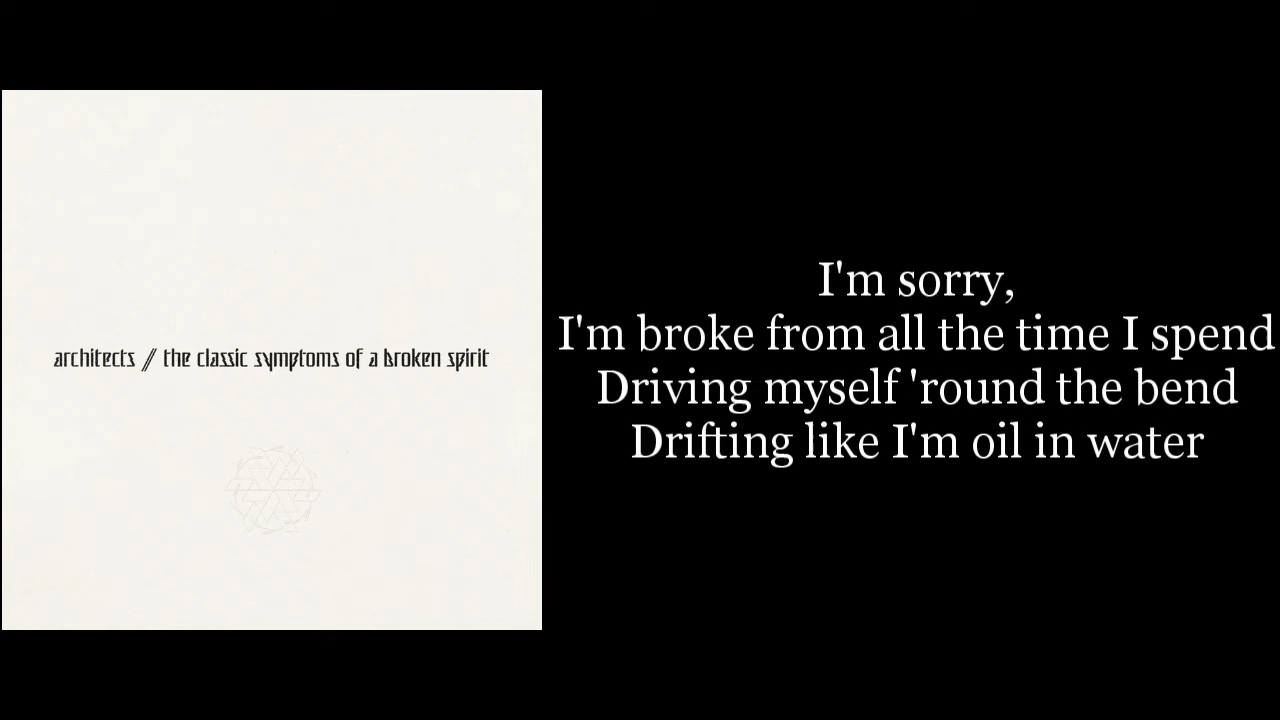 architects // the classic symptoms of a broken spirit
I'm sorry,
I'm broke from all the time I spend
Driving myself 'round the bend
Drifting like I'm oil in water